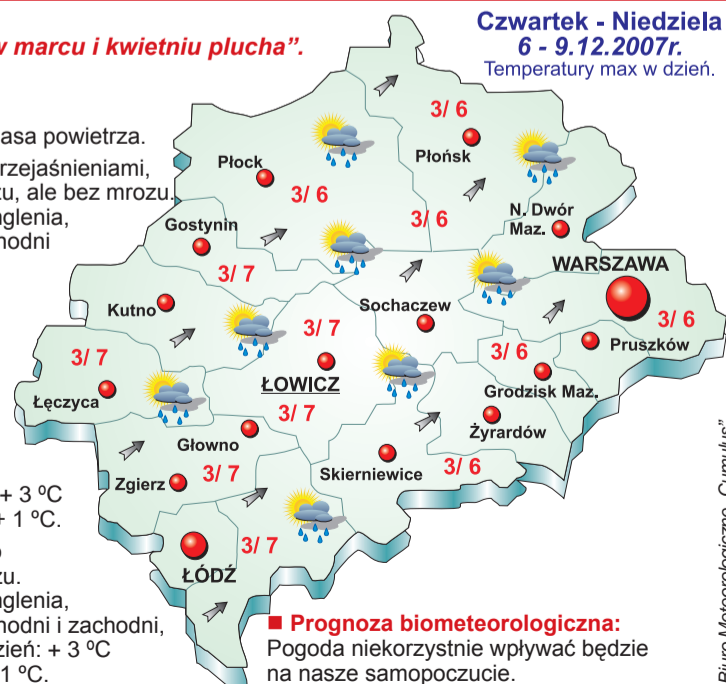 Czwartek - Niedziela
6 - 9.12.2007r.
Temperatury max w dzień.
w marcu i kwietniu plucha”.
asa powietrza.
rzejaśnieniami,
tu, ale bez mrozu.
nglenia,
chodni
3/ 6
Płońsk
Płock
3/ 6
3/ 6
N. Dwór
Maz.
Gostynin
3/ 7
WARSZAWA
3/ 6
Kutno
Sochaczew
3/ 7
Pruszków
3/ 7
3/ 6
Łęczyca
ŁOWICZ
Grodzisk Maz.
3/ 7
Żyrardów
Głowno
3/ 7
Zgierz
Skierniewice
3/ 6
+ 3 ºC
+ 1 ºC.
3/ 7
zu.
ŁÓDŹ
nglenia,
hodni i zachodni,
zień: + 3 ºC
1 ºC.
■ Prognoza biometeorologiczna:
Pogoda niekorzystnie wpływać będzie
na nasze samopoczucie.
Biuro Meteorologiczne „Cumulus”